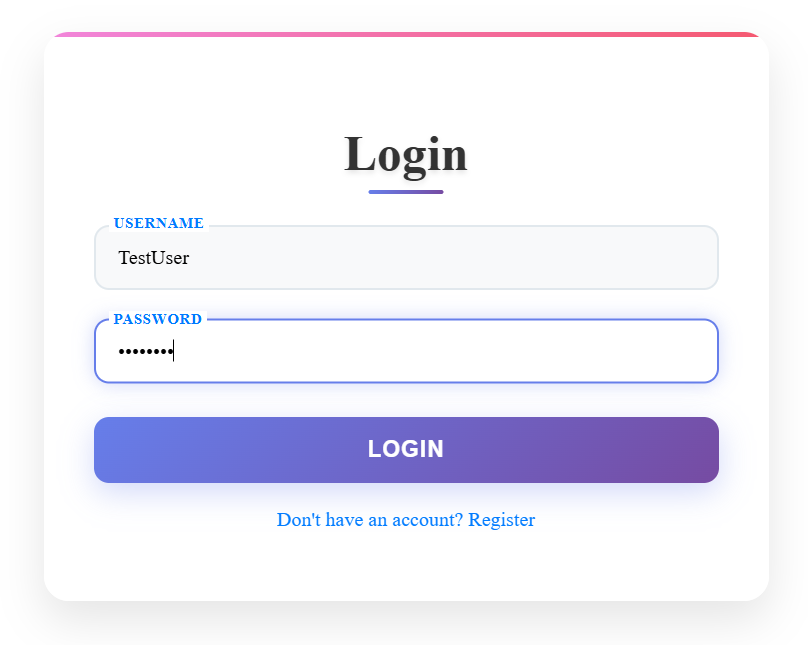 Login
USERNAME
TestUser
PASSWORD
••••••••
LOGIN
Don't have an account? Register